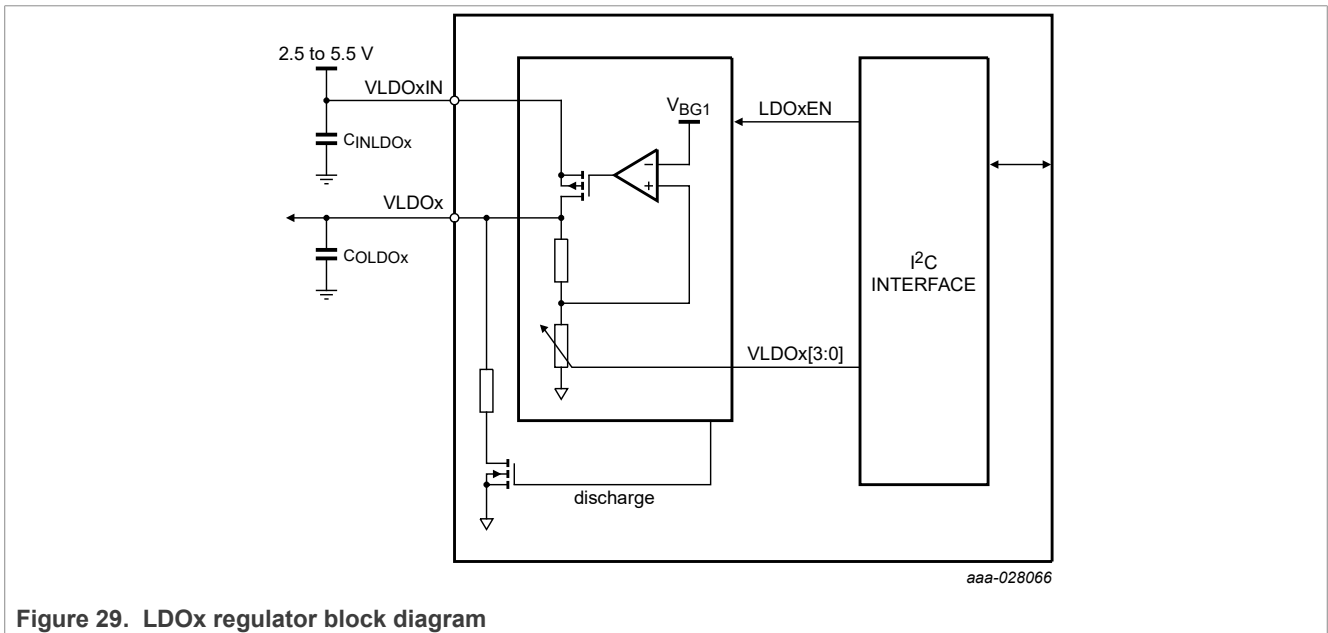 2.5 to 5.5 V
VLDOxIN
CINLDOx
VBG1
LDOxEN
VLDOx
COLDOx
I2C
INTERFACE
VLDOx[3:0]
discharge
aaa-028066
Figure 29. LDOx regulator block diagram